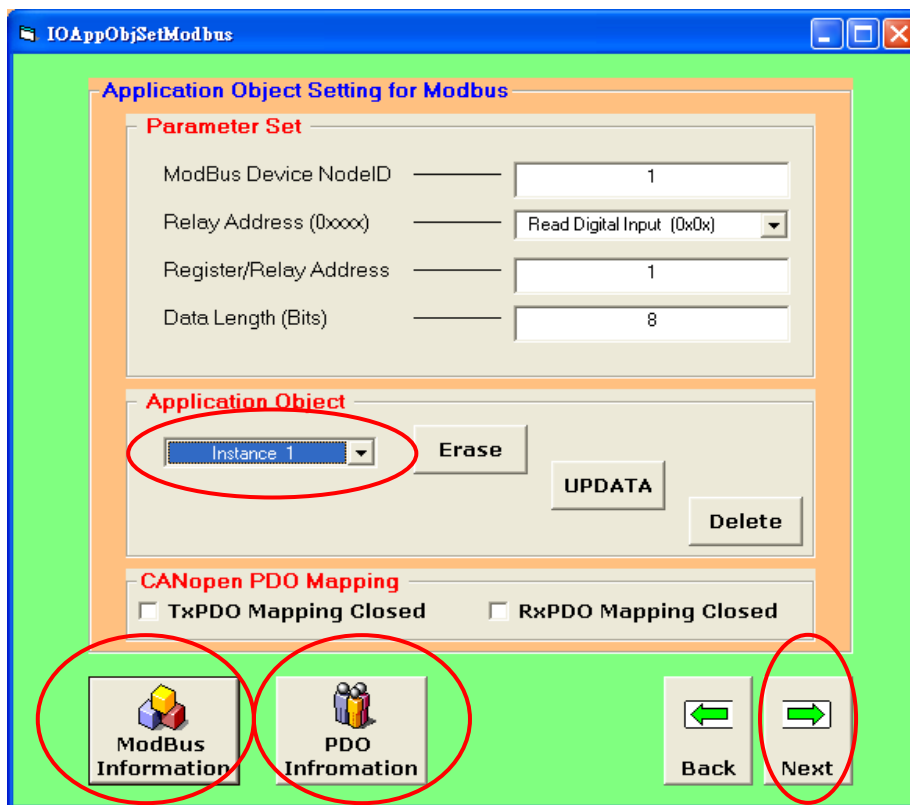 IOAppObjSetModbus
Application Object Setting for Modbus
Parameter Set
ModBus Device NodeID
1
Relay Address (0xxxx)
Read Digital Input (0x0x)
Register/Relay Address
1
Data Length (Bits)
8
Application Object
Instance 1
Erase
UPDATA
Delete
CANopen PDO Mapping
TxPDO Mapping Closed
RxPDO Mapping Closed
ModBus
Information
PDO
Infromation
Back
Next